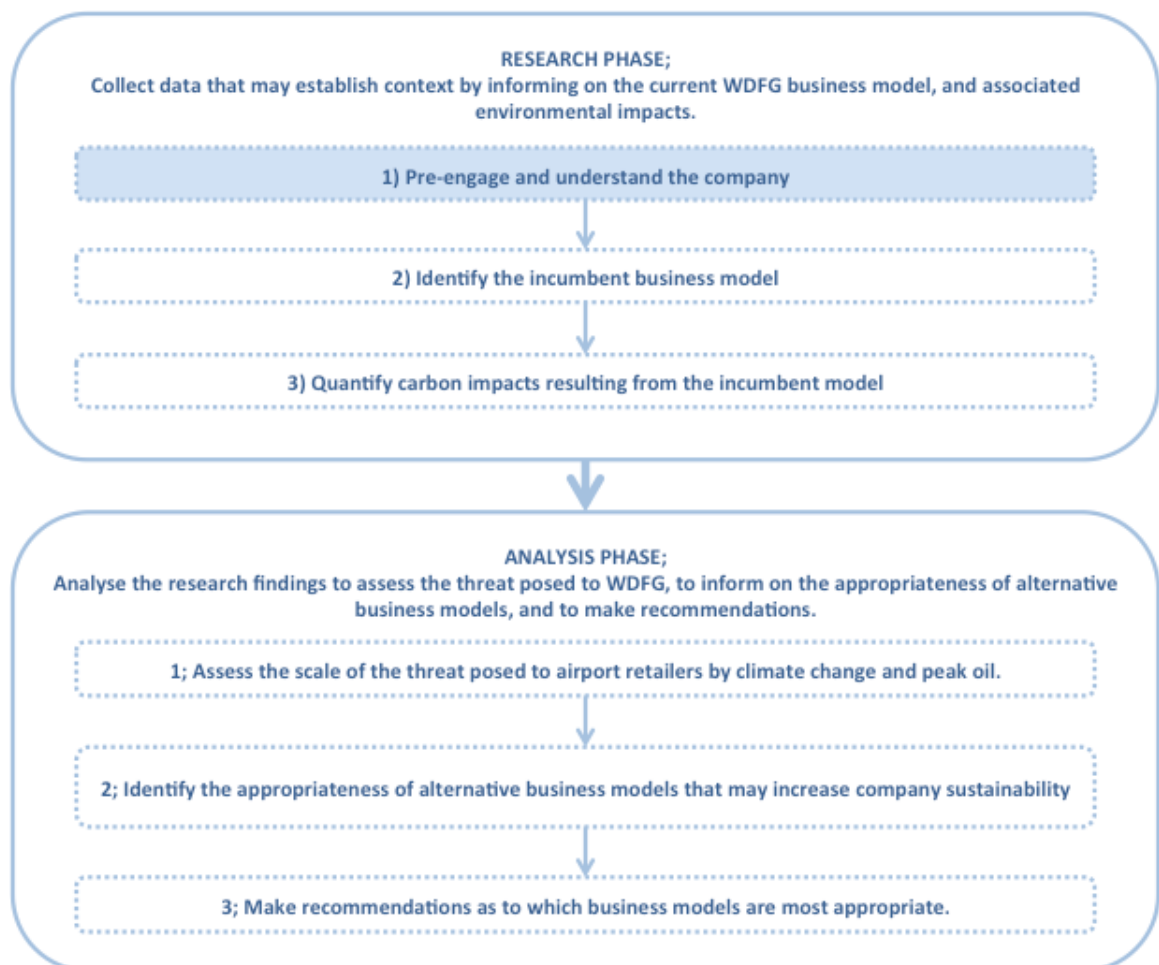 RESEARCH PHASE;
Collect data that may establish context by informing on the current WDFG business model, and associated
environmental impacts.
1) Pre-engage and understand the company
2) Identify the incumbent business model
3) Quantify carbon impacts resulting from the incumbent model
ANALYSIS PHASE;
Analyse the research findings to assess the threat posed to WDFG, to inform on the appropriateness of alternative
business models, and to make recommendations.
1; Assess the scale of the threat posed to airport retailers by climate change and peak oil.
2; Identify the appropriateness of alternative business models that may increase company sustainability
3; Make recommendations as to which business models are most appropriate.